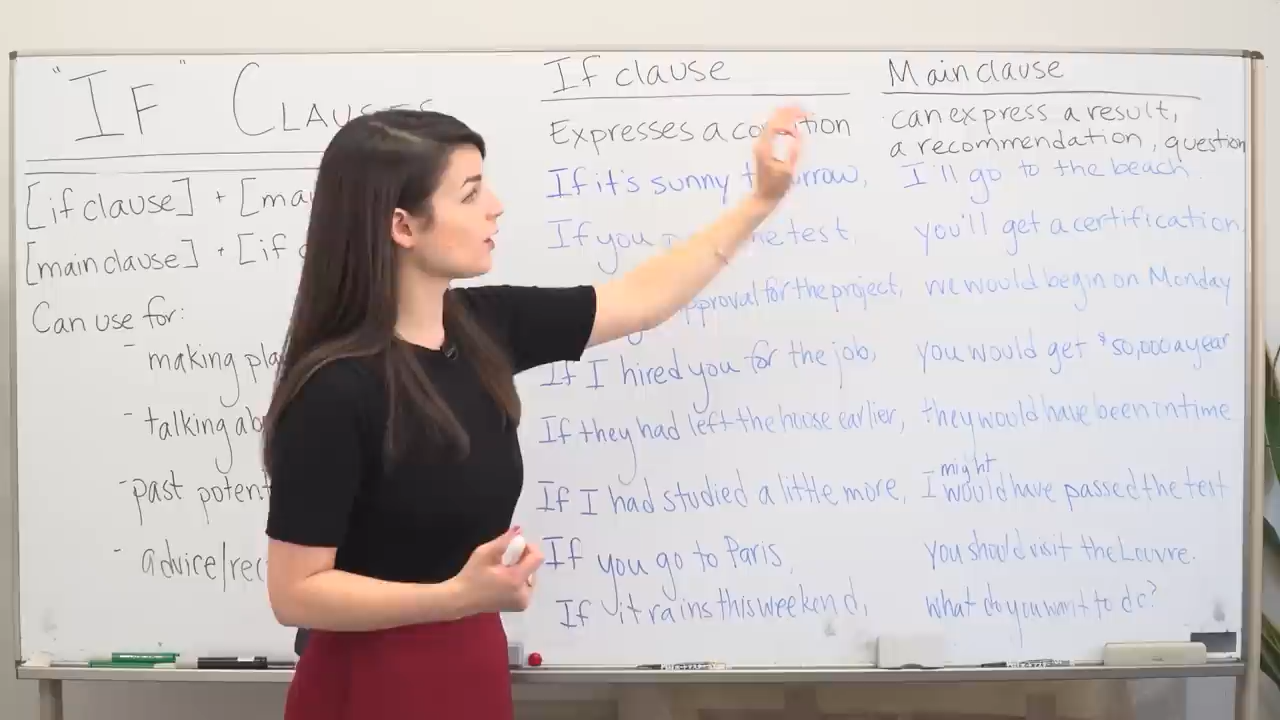 "IF" CLAUSES
[if clause] + [ma
[main clause] + [if c
Can use for:
- making pla
- talking abo
- past potent
- advice/rec
If clause
Expresses a co tion
If it's sunny t rrow,
If you the test,
approval for the project,
If I hired you for the job,
If they had left the house earlier,
If I had studied a little more,
If you go to Paris,
If it rains this weekend,
Main clause
can express a result,
a recommendation, question
I'll go to the beach.
you'll get a certification.
we would begin on Monday
you would get $50,000 a year
they would have been in time
might
I would have passed the test
you should visit the Louvre.
what do you want to do?